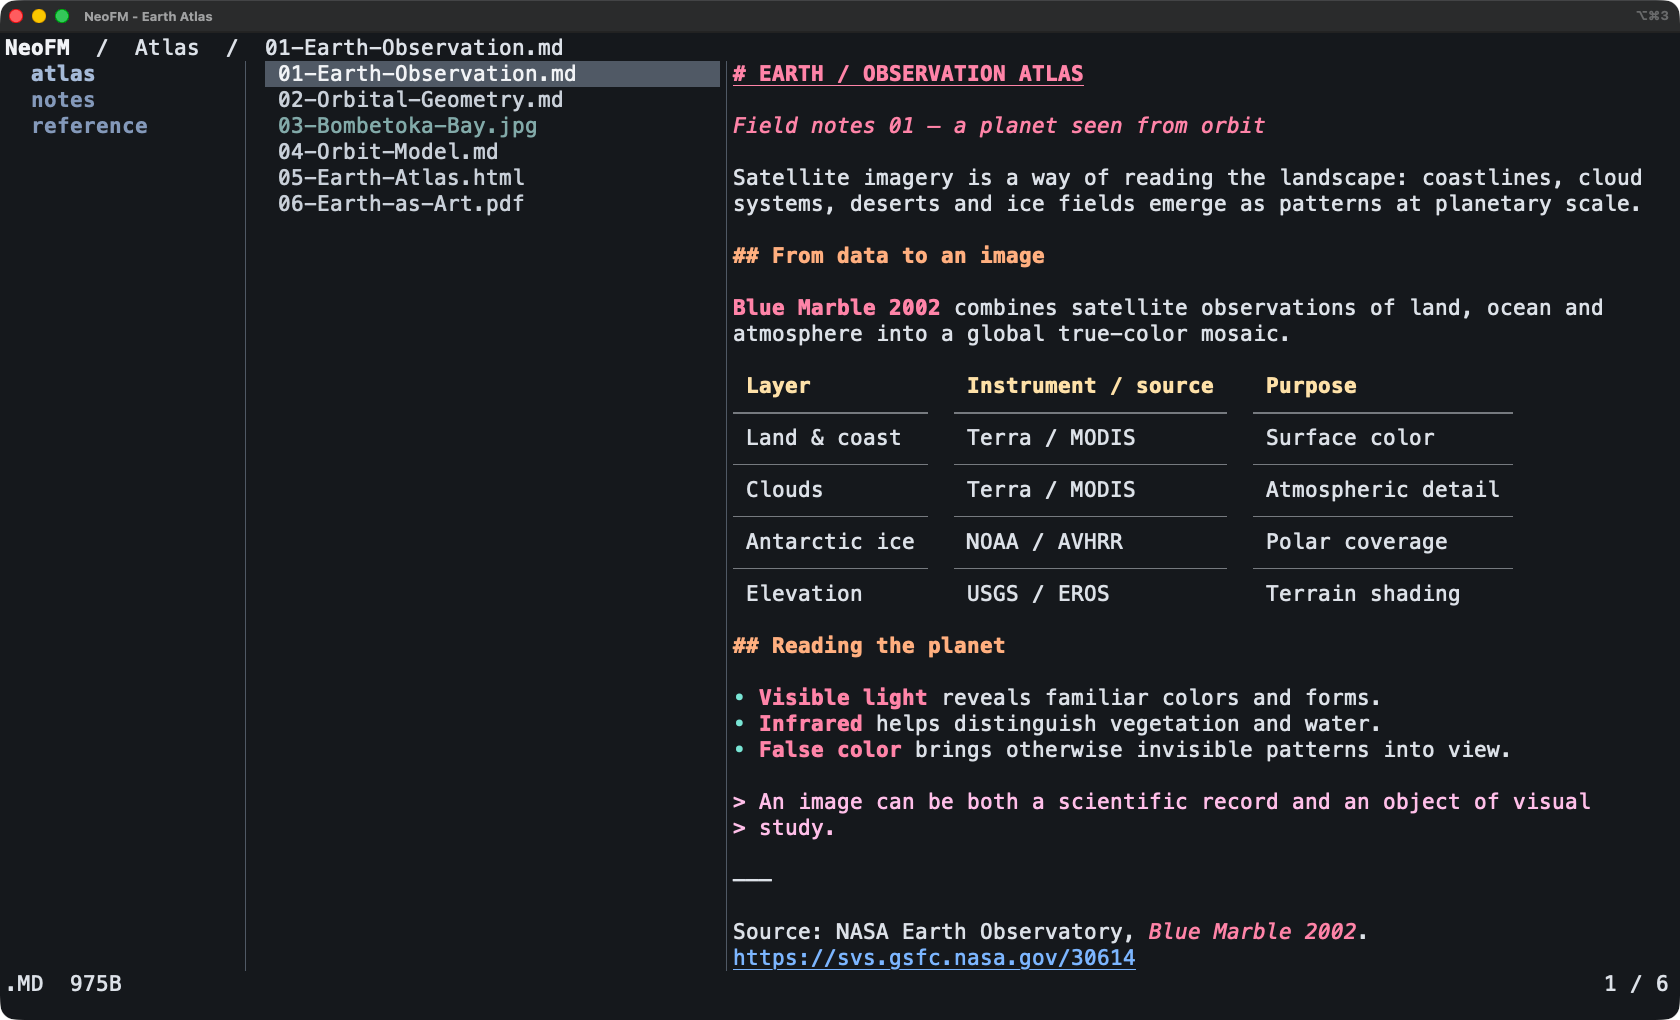 NeoFM - Earth Atlas
⌥⌘3
NeoFM / Atlas / 01-Earth-Observation.md
atlas
notes
reference
01-Earth-Observation.md
02-Orbital-Geometry.md
03-Bombetoka-Bay.jpg
04-Orbit-Model.md
05-Earth-Atlas.html
06-Earth-as-Art.pdf
# EARTH / OBSERVATION ATLAS
Field notes 01 — a planet seen from orbit
Satellite imagery is a way of reading the landscape: coastlines, cloud
systems, deserts and ice fields emerge as patterns at planetary scale.
## From data to an image
Blue Marble 2002 combines satellite observations of land, ocean and
atmosphere into a global true-color mosaic.
Layer Instrument / source Purpose
Land & coast Terra / MODIS Surface color
Clouds Terra / MODIS Atmospheric detail
Antarctic ice NOAA / AVHRR Polar coverage
Elevation USGS / EROS Terrain shading
## Reading the planet
• Visible light reveals familiar colors and forms.
• Infrared helps distinguish vegetation and water.
• False color brings otherwise invisible patterns into view.
> An image can be both a scientific record and an object of visual
> study.
———
Source: NASA Earth Observatory, Blue Marble 2002.
https://svs.gsfc.nasa.gov/30614
.MD 975B
1 / 6